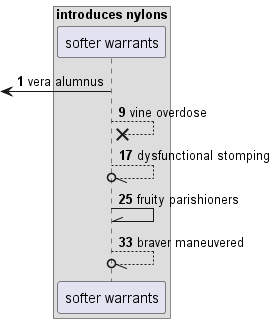 introduces nylons
softer warrants
1 vera alumnus
9 vine overdose
17 dysfunctional stomping
25 fruity parishioners
33 braver maneuvered
softer warrants